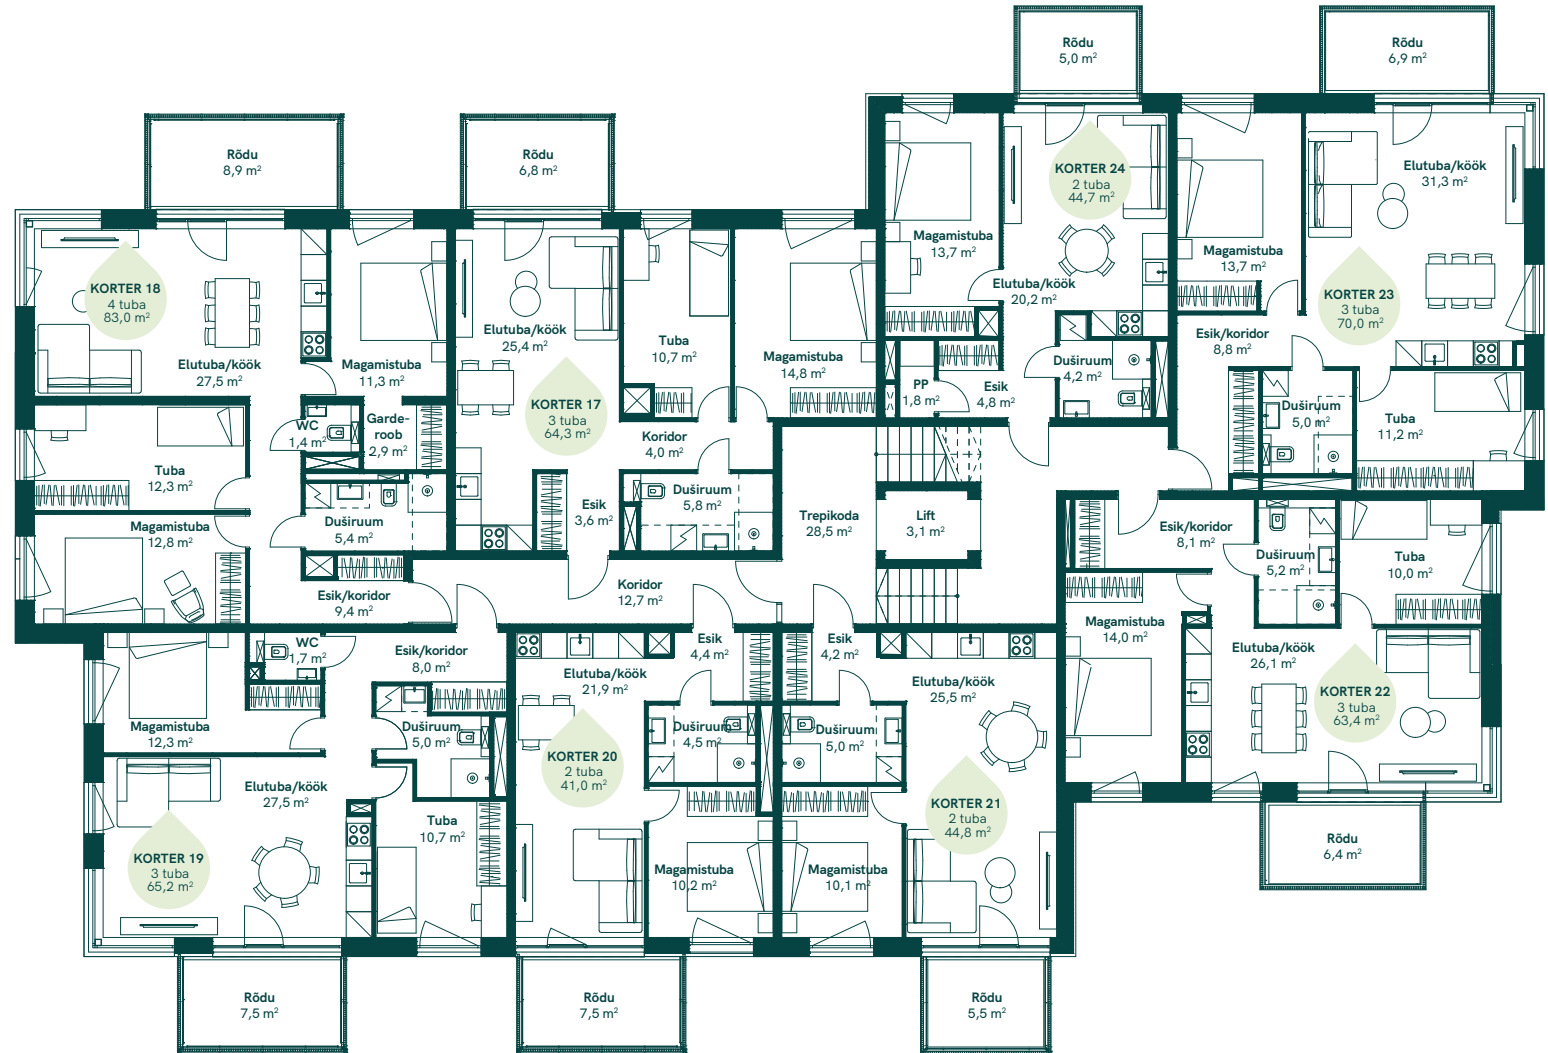 Rõdu
5,0 m²
Rõdu
6,9 m²
Rõdu
8,9 m²
Rõdu
6,8 m²
KORTER 18
4 tuba
83,0 m²
Elutuba/köök
27,5 m²
Magamistuba
11,3 m²
WC
1,4 m²
Garde-
roob
2,9 m²
Tuba
12,3 m²
Magamistuba
12,8 m²
Duširuum
5,4 m²
Esik/koridor
9,4 m²
Elutuba/köök
25,4 m²
KORTER 17
3 tuba
64,3 m²
Tuba
10,7 m²
Magamistuba
14,8 m²
Koridor
4,0 m²
Esik
3,6 m²
Duširuum
5,8 m²
Koridor
12,7 m²
Trepikoda
28,5 m²
Lift
3,1 m²
Magamistuba
13,7 m²
KORTER 24
2 tuba
44,7 m²
Elutuba/köök
20,2 m²
PP
1,8 m²
Esik
4,8 m²
Duširuum
4,2 m²
Magamistuba
13,7 m²
Elutuba/köök
31,3 m²
KORTER 23
3 tuba
70,0 m²
Esik/koridor
8,8 m²
Duširuum
5,0 m²
Tuba
11,2 m²
Esik/koridor
8,1 m²
Duširuum
5,2 m²
Tuba
10,0 m²
Magamistuba
14,0 m²
Elutuba/köök
26,1 m²
KORTER 22
3 tuba
63,4 m²
Rõdu
6,4 m²
WC
1,7 m²
Esik/koridor
8,0 m²
Magamistuba
12,3 m²
Duširuum
5,0 m²
Elutuba/köök
27,5 m²
KORTER 19
3 tuba
65,2 m²
Tuba
10,7 m²
Esik
4,4 m²
Elutuba/köök
21,9 m²
Duširuum
4,5 m²
KORTER 20
2 tuba
41,0 m²
Magamistuba
10,2 m²
Esik
4,2 m²
Elutuba/köök
25,5 m²
Duširuum
5,0 m²
KORTER 21
2 tuba
44,8 m²
Magamistuba
10,1 m²
Rõdu
7,5 m²
Rõdu
7,5 m²
Rõdu
5,5 m²